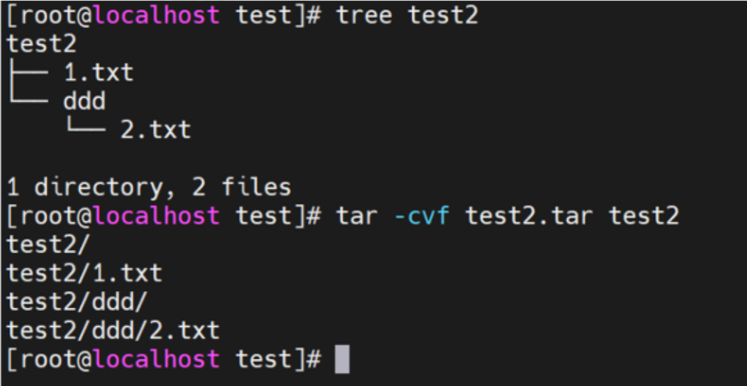 [root@localhost test]# tree test2
test2
├── 1.txt
└── ddd
    └── 2.txt
1 directory, 2 files
[root@localhost test]# tar -cvf test2.tar test2
test2/
test2/1.txt
test2/ddd/
test2/ddd/2.txt
[root@localhost test]#